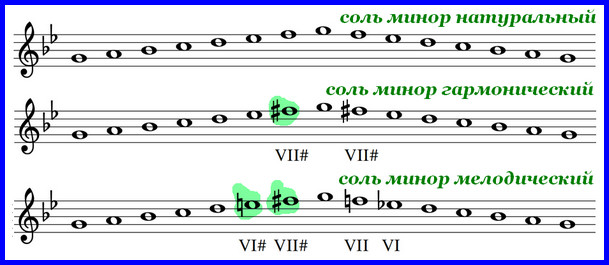 соль минор натуральный
соль минор гармонический
VII# VII#
соль минор мелодический
VI# VII# VII VI